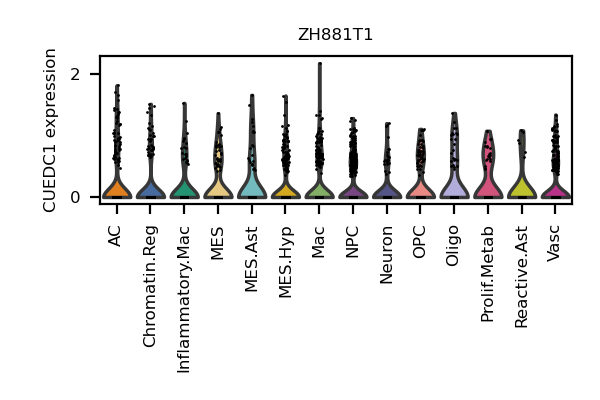 ZH881T1
CUEDC1 expression
2
0
AC
Chromatin.Reg
Inflammatory.Mac
MES
MES.Ast
MES.Hyp
Mac
NPC
Neuron
OPC
Oligo
Prolif.Metab
Reactive.Ast
Vasc